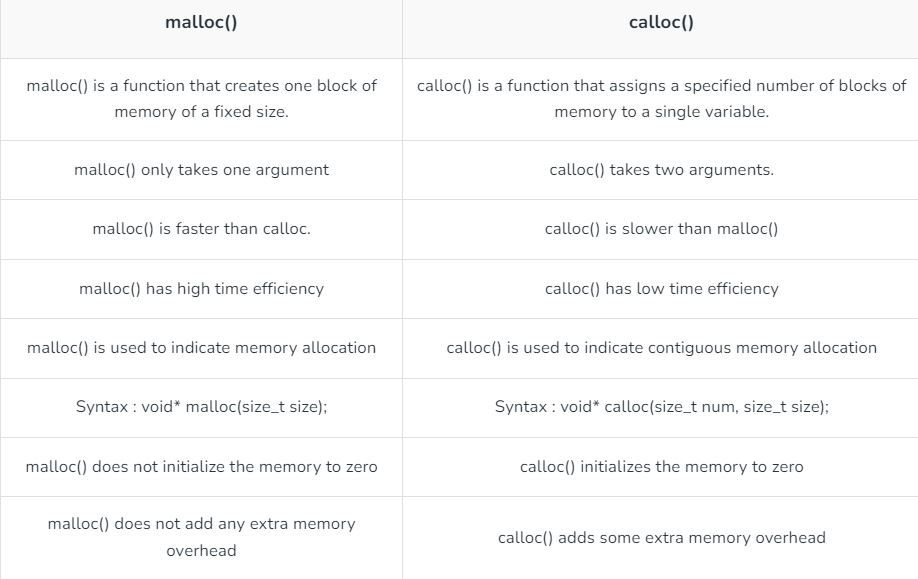 malloc()
calloc()
malloc() is a function that creates one block of
memory of a fixed size.
calloc() is a function that assigns a specified number of blocks of
memory to a single variable.
malloc() only takes one argument
calloc() takes two arguments.
malloc() is faster than calloc.
calloc() is slower than malloc()
malloc() has high time efficiency
calloc() has low time efficiency
malloc() is used to indicate memory allocation
calloc() is used to indicate contiguous memory allocation
Syntax : void* malloc(size_t size);
Syntax : void* calloc(size_t num, size_t size);
malloc() does not initialize the memory to zero
calloc() initializes the memory to zero
malloc() does not add any extra memory
overhead
calloc() adds some extra memory overhead